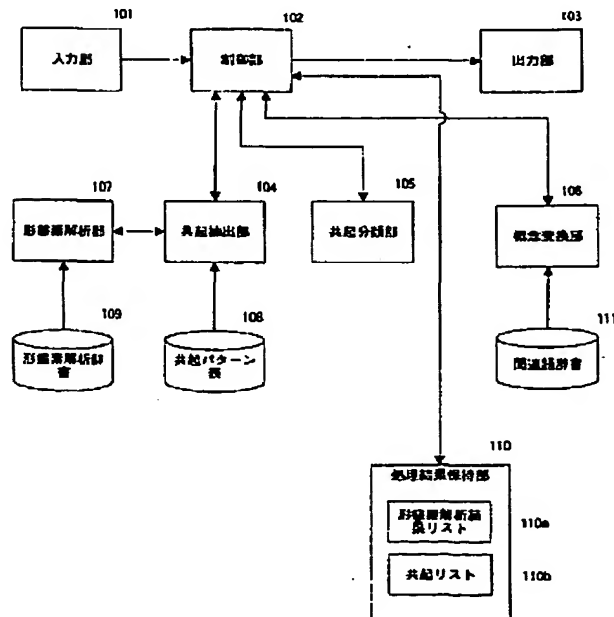 101
102
103
入力部
制御部
出力部
107
104
105
106
形態素解析部
共起抽出部
共起分類部
概念変換部
109
108
111
形態素解析辞
書
共起パターン
表
関連語辞書
110
処理結果保持部
形態素解析結
果リスト
110a
共起リスト
110b